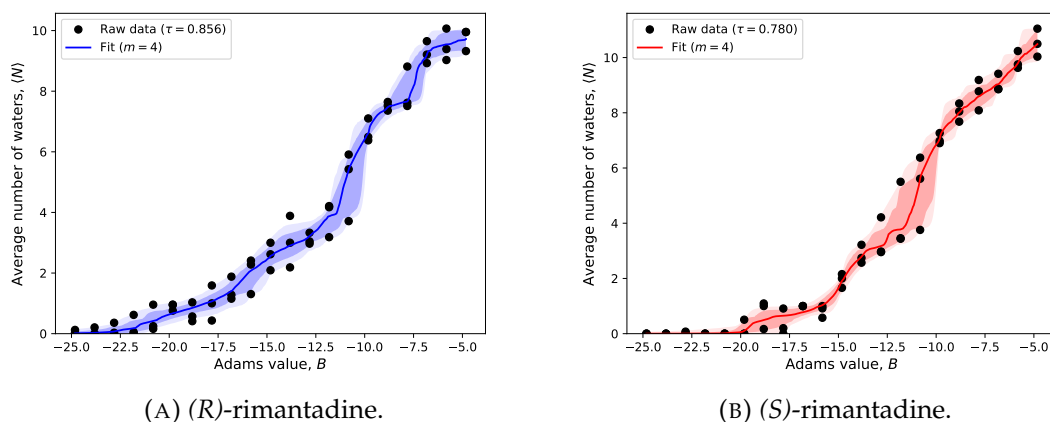 Raw data (τ = 0.856)
Fit (m = 4)
Average number of waters, ⟨N⟩
10
8
6
4
2
0
−25.0 −22.5 −20.0 −17.5 −15.0 −12.5 −10.0 −7.5 −5.0
Adams value, B
(A) (R)-rimantadine.
Raw data (τ = 0.780)
Fit (m = 4)
Average number of waters, ⟨N⟩
10
8
6
4
2
0
−25.0 −22.5 −20.0 −17.5 −15.0 −12.5 −10.0 −7.5 −5.0
Adams value, B
(B) (S)-rimantadine.